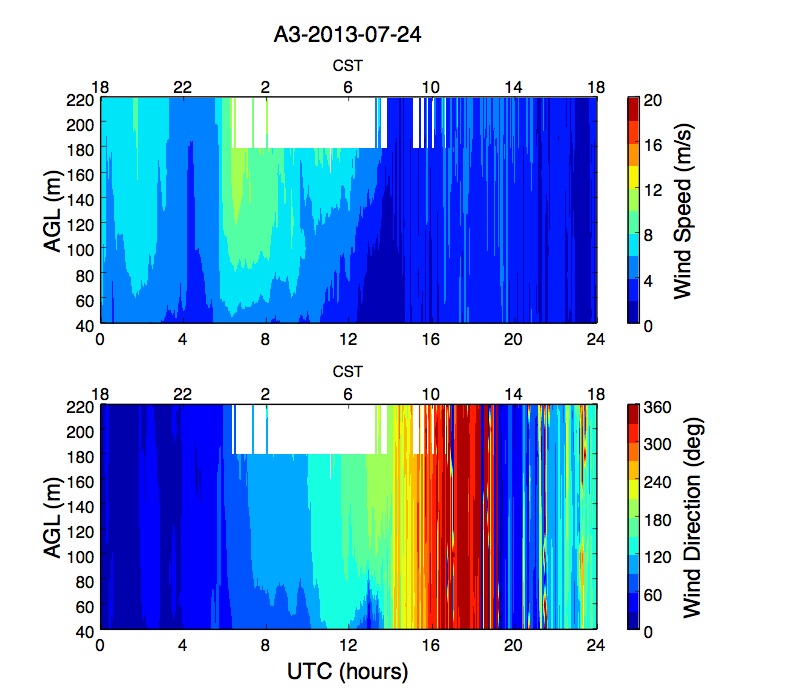 A3-2013-07-24
CST
18 22 2 6 10 14 18
220
200
180
160
140
120
100
80
60
40
AGL (m)
0 4 8 12 16 20 24
20
16
12
8
4
0
Wind Speed (m/s)
CST
18 22 2 6 10 14 18
220
200
180
160
140
120
100
80
60
40
AGL (m)
0 4 8 12 16 20 24
UTC (hours)
360
300
240
180
120
60
0
Wind Direction (deg)